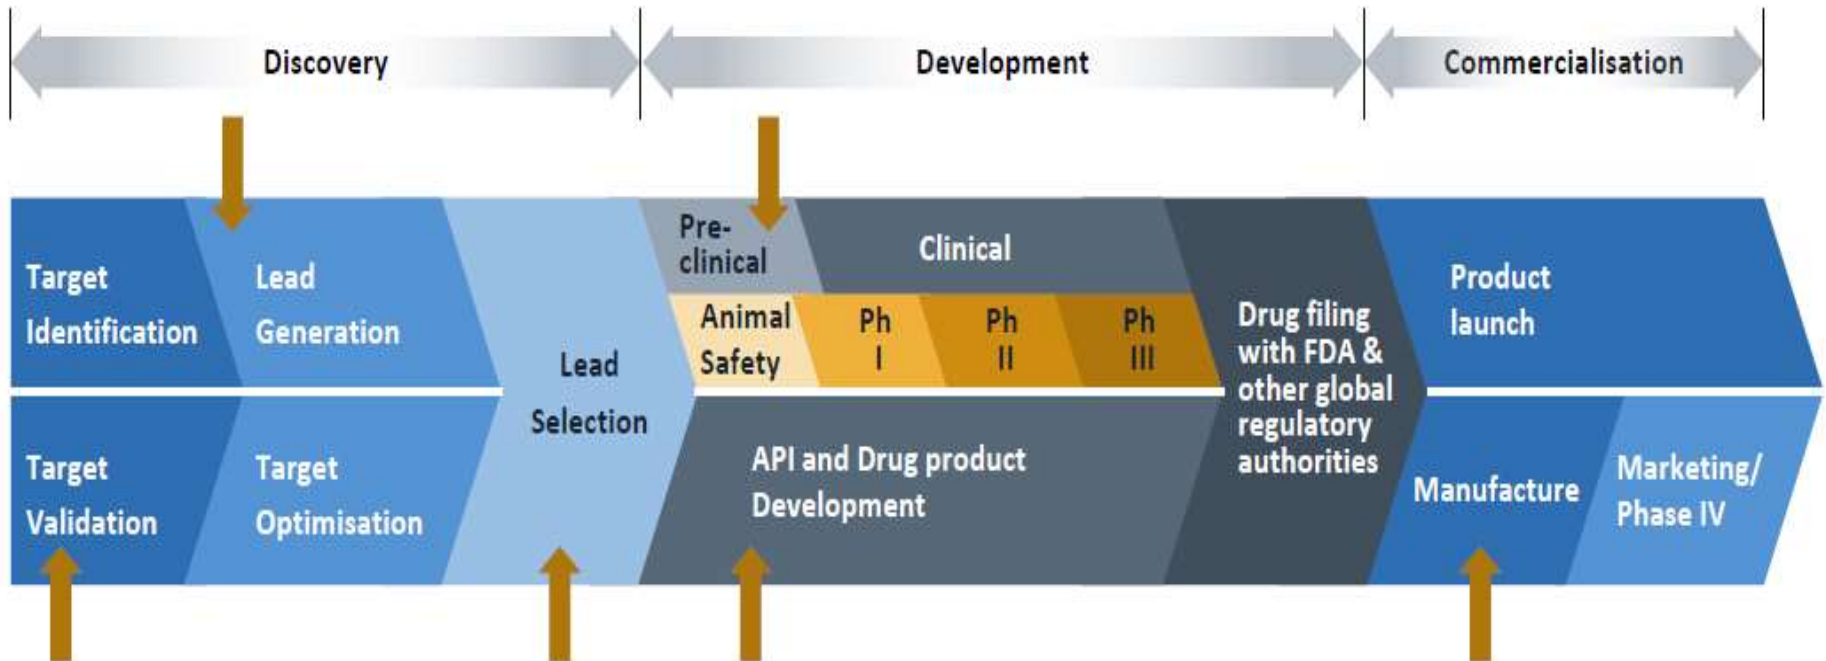 Discovery
Development
Commercialisation
Target
Identification
Lead
Generation
Target
Validation
Target
Optimisation
Lead
Selection
Pre-
clinical
Clinical
Animal
Safety
Ph
I
Ph
II
Ph
III
API and Drug product
Development
Drug filing
with FDA &
other global
regulatory
authorities
Product
launch
Manufacture
Marketing/
Phase IV